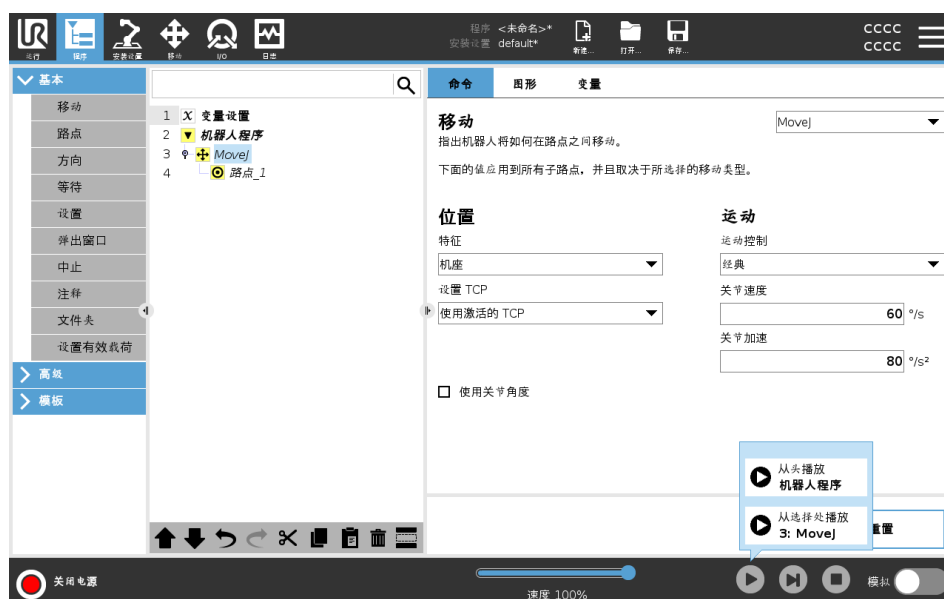 UR
运行
程序
安装设置
移动
I/O
日志
程序 <未命名>*
安装设置 default*
新建...
打开...
保存...
CCCC
CCCC
基本
移动
路点
方向
等待
设置
弹出窗口
中止
注释
文件夹
设置有效载荷
高级
模板
1 X 变量设置
2 机器人程序
3 MoveJ
4 路点_1
命令 图形 变量
移动
MoveJ
指出机器人将如何在路点之间移动。
下面的值应用到所有子路点，并且取决于所选择的移动类型。
位置
特征
机座
设置 TCP
使用激活的 TCP
使用关节角度
运动
运动控制
经典
关节速度
60 °/s
关节加速
80 °/s²
从头播放
机器人程序
从选择处播放
3: MoveJ
重置
关闭电源
速度 100%
模拟